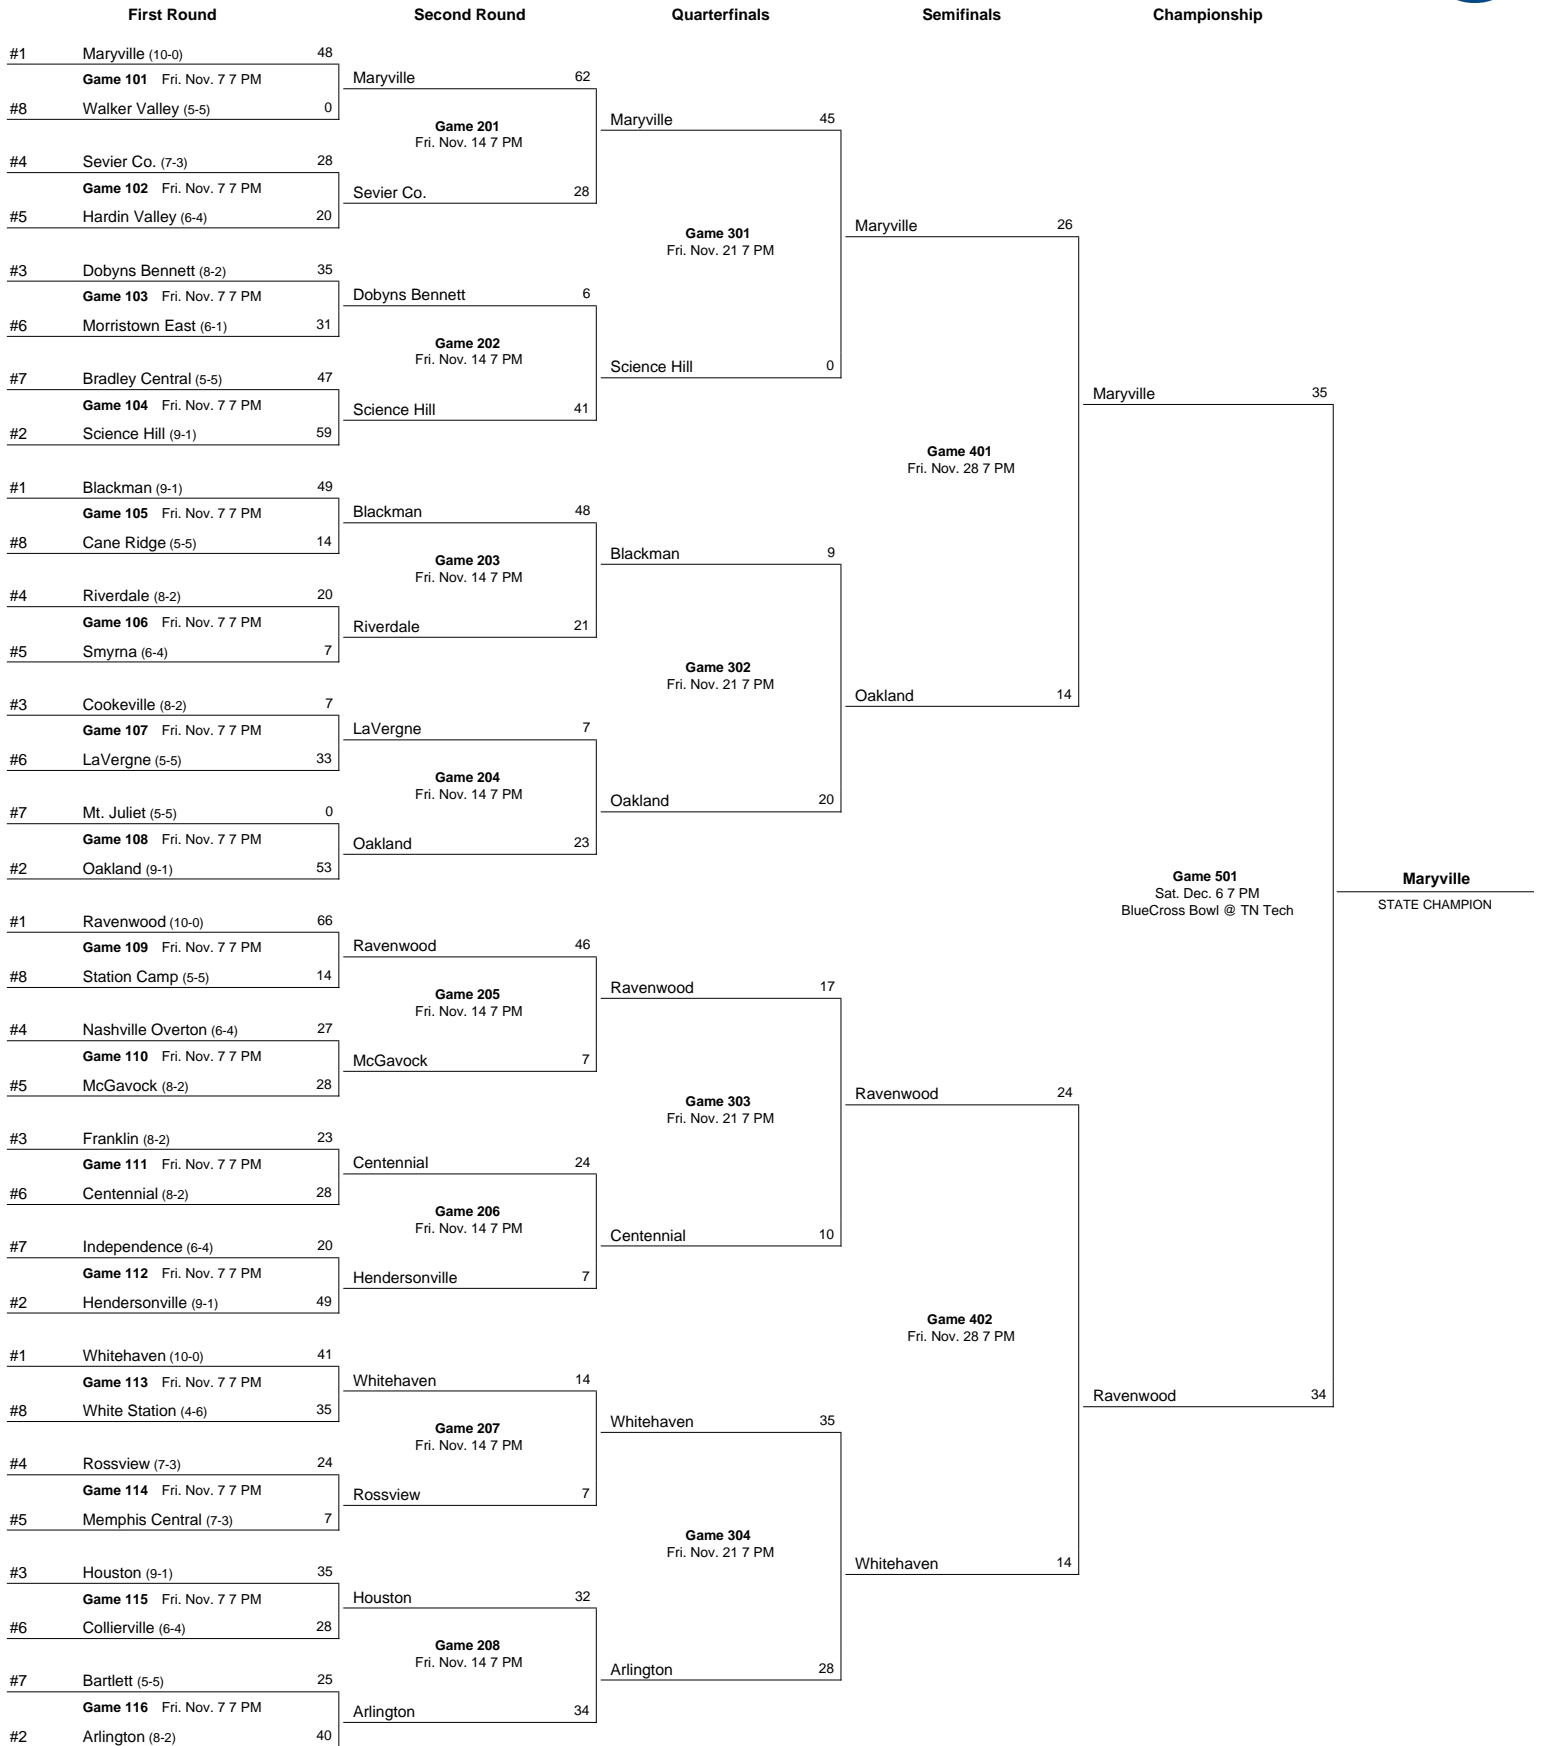 First Round Second Round Quarterfinals Semifinals Championship
#1 Maryville (10-0) 48
Game 101 Fri. Nov. 7 7 PM
#8 Walker Valley (5-5) 0
#4 Sevier Co. (7-3) 28
Game 102 Fri. Nov. 7 7 PM
#5 Hardin Valley (6-4) 20
#3 Dobyns Bennett (8-2) 35
Game 103 Fri. Nov. 7 7 PM
#6 Morristown East (6-1) 31
#7 Bradley Central (5-5) 47
Game 104 Fri. Nov. 7 7 PM
#2 Science Hill (9-1) 59
#1 Blackman (9-1) 49
Game 105 Fri. Nov. 7 7 PM
#8 Cane Ridge (5-5) 14
#4 Riverdale (8-2) 20
Game 106 Fri. Nov. 7 7 PM
#5 Smyrna (6-4) 7
#3 Cookeville (8-2) 7
Game 107 Fri. Nov. 7 7 PM
#6 LaVergne (5-5) 33
#7 Mt. Juliet (5-5) 0
Game 108 Fri. Nov. 7 7 PM
#2 Oakland (9-1) 53
#1 Ravenwood (10-0) 66
Game 109 Fri. Nov. 7 7 PM
#8 Station Camp (5-5) 14
#4 Nashville Overton (6-4) 27
Game 110 Fri. Nov. 7 7 PM
#5 McGavock (8-2) 28
#3 Franklin (8-2) 23
Game 111 Fri. Nov. 7 7 PM
#6 Centennial (8-2) 28
#7 Independence (6-4) 20
Game 112 Fri. Nov. 7 7 PM
#2 Hendersonville (9-1) 49
#1 Whitehaven (10-0) 41
Game 113 Fri. Nov. 7 7 PM
#8 White Station (4-6) 35
#4 Rossview (7-3) 24
Game 114 Fri. Nov. 7 7 PM
#5 Memphis Central (7-3) 7
#3 Houston (9-1) 35
Game 115 Fri. Nov. 7 7 PM
#6 Collierville (6-4) 28
#7 Bartlett (5-5) 25
Game 116 Fri. Nov. 7 7 PM
#2 Arlington (8-2) 40
Maryville 62
Game 201
Fri. Nov. 14 7 PM
Sevier Co. 28
Dobyns Bennett 6
Game 202
Fri. Nov. 14 7 PM
Science Hill 41
Blackman 48
Game 203
Fri. Nov. 14 7 PM
Riverdale 21
LaVergne 7
Game 204
Fri. Nov. 14 7 PM
Oakland 23
Ravenwood 46
Game 205
Fri. Nov. 14 7 PM
McGavock 7
Centennial 24
Game 206
Fri. Nov. 14 7 PM
Hendersonville 7
Whitehaven 14
Game 207
Fri. Nov. 14 7 PM
Rossview 7
Houston 32
Game 208
Fri. Nov. 14 7 PM
Arlington 34
Maryville 45
Game 301
Fri. Nov. 21 7 PM
Science Hill 0
Blackman 9
Game 302
Fri. Nov. 21 7 PM
Oakland 20
Ravenwood 17
Game 303
Fri. Nov. 21 7 PM
Centennial 10
Whitehaven 35
Game 304
Fri. Nov. 21 7 PM
Arlington 28
Maryville 26
Game 401
Fri. Nov. 28 7 PM
Oakland 14
Ravenwood 24
Game 402
Fri. Nov. 28 7 PM
Whitehaven 14
Maryville 35
Game 501
Sat. Dec. 6 7 PM
BlueCross Bowl @ TN Tech
Ravenwood 34
Maryville
STATE CHAMPION